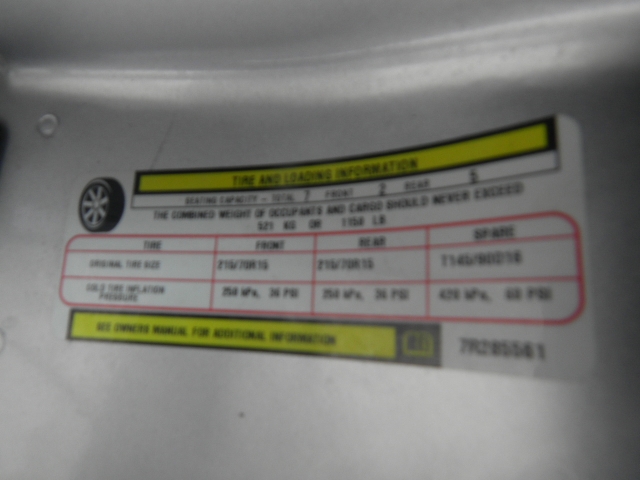 TIRE AND LOADING INFORMATION
SEATING CAPACITY - TOTAL 7 FRONT 2 REAR 5
THE COMBINED WEIGHT OF OCCUPANTS AND CARGO SHOULD NEVER EXCEED
521 KG OR 1150 LB
TIRE FRONT REAR SPARE
ORIGINAL TIRE SIZE 215/70R15 215/70R15
COLD TIRE INFLATION PRESSURE 250 kPa, 36 PSI 250 kPa, 36 PSI 420 kPa, 60 PSI
SEE OWNERS MANUAL FOR ADDITIONAL INFORMATION
7R285561